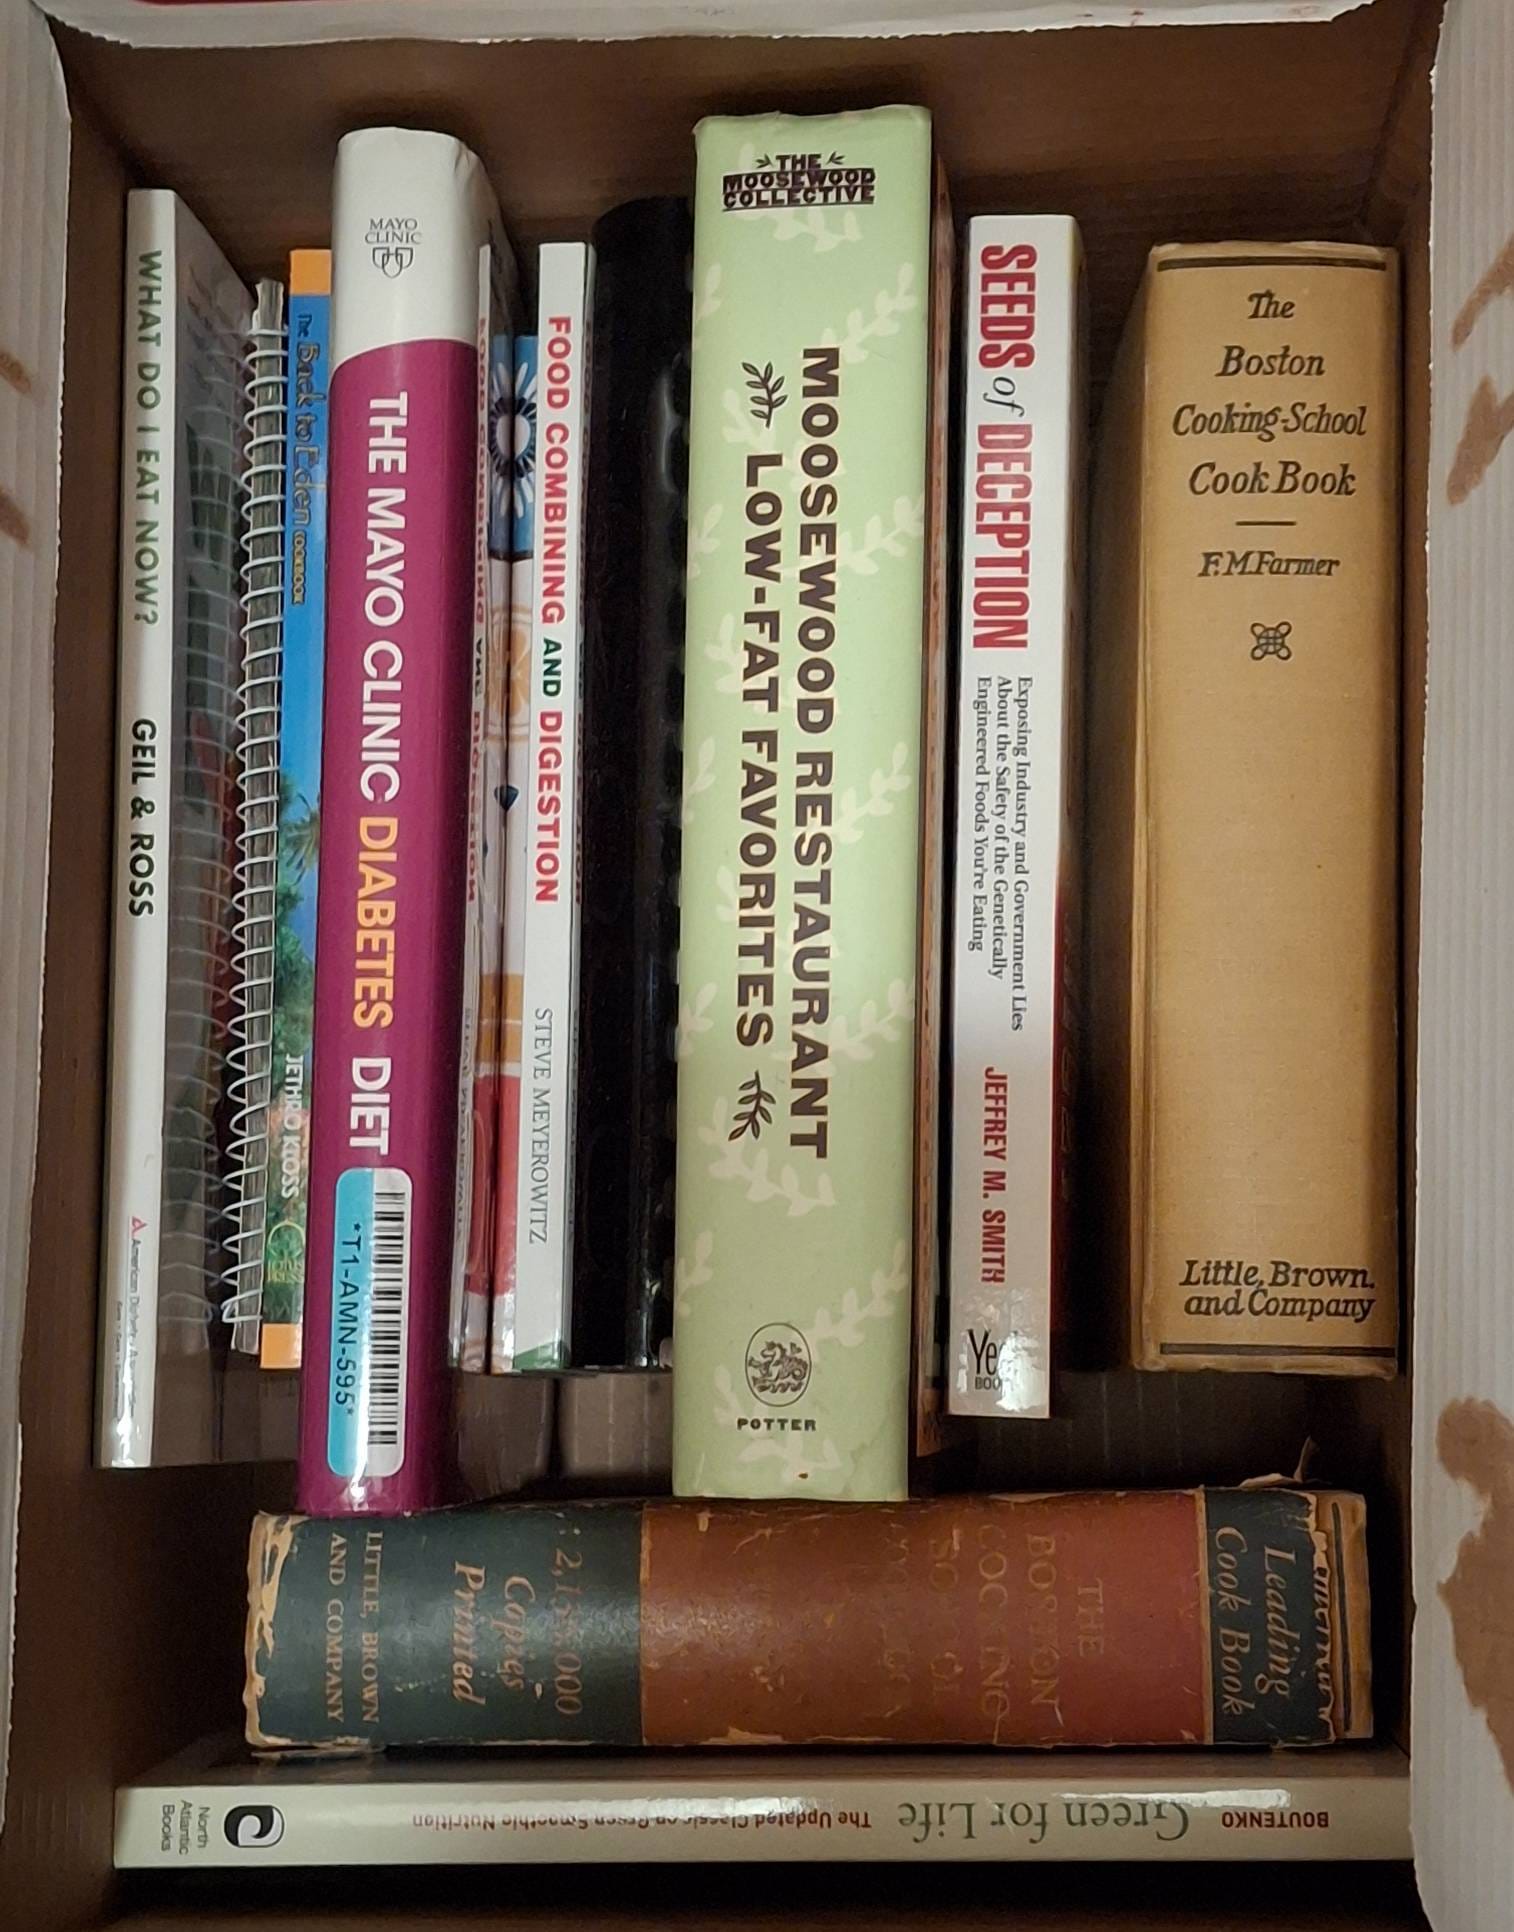 WHAT DO I EAT NOW?
GEIL & ROSS
American Diabetes
The Back to Eden COOKBOOK
JETHRO KLOSS
MAYO
CLINIC
THE MAYO CLINIC DIABETES DIET
*T1-AMN-595*
FOOD COMBINING AND DIGESTION
STEVE MEYEROWITZ
THE
MOOSEWOOD
COLLECTIVE
MOOSEWOOD RESTAURANT
LOW-FAT FAVORITES
POTTER
SEEDS of DECEPTION
Exposing Industry and Government Lies
About the Safety of the Genetically
Engineered Foods You're Eating
JEFFREY M. SMITH
Ye
BOO
The
Boston
Cooking-School
Cook Book
F.M.Farmer
Little, Brown,
and Company
Leading
Cook Book
THE
BOSTON
COOKING
Copies
Printed
LITTLE, BROWN
AND COMPANY
BOUTENKO
Green for Life
The Updated Classic on Green Smoothie Nutrition
North
Atlantic
Books